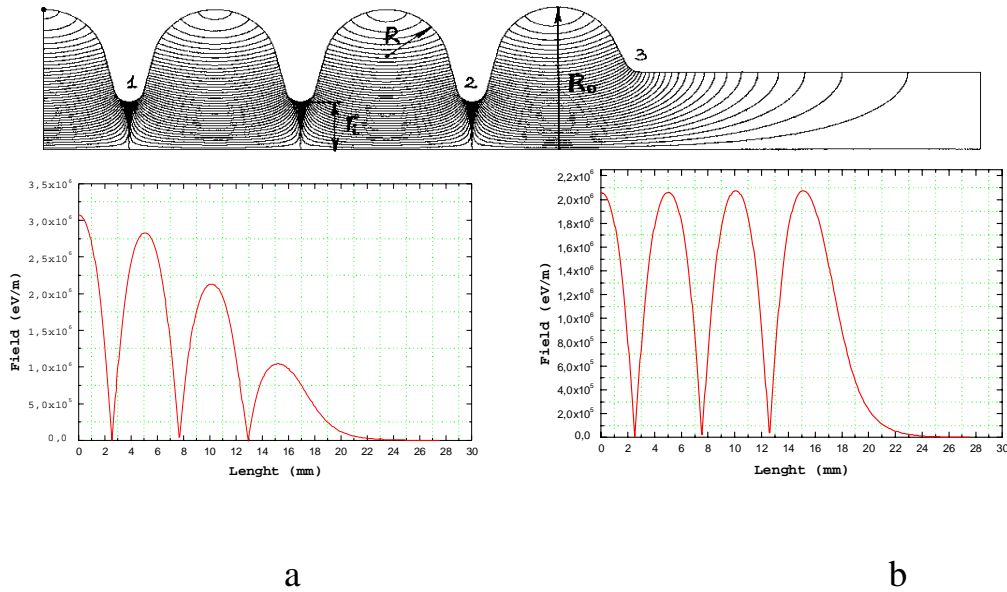 1
2
3
R
R₀
r
3,5x10⁶
3,0x10⁶
2,5x10⁶
2,0x10⁶
1,5x10⁶
1,0x10⁶
5,0x10⁵
0,0
0 2 4 6 8 10 12 14 16 18 20 22 24 26 28 30
Field (eV/m)
Lenght (mm)
2,2x10⁶
2,0x10⁶
1,8x10⁶
1,6x10⁶
1,4x10⁶
1,2x10⁶
1,0x10⁶
8,0x10⁵
6,0x10⁵
4,0x10⁵
2,0x10⁵
0,0
0 2 4 6 8 10 12 14 16 18 20 22 24 26 28 30
Field (eV/m)
Lenght (mm)
a
b